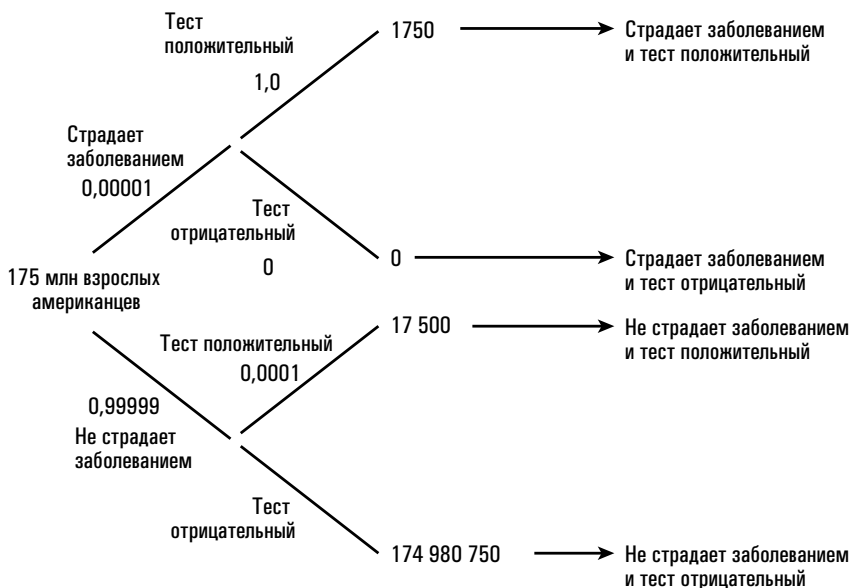 Тест
положительный
1,0
1750
Страдает заболеванием
и тест положительный
Страдает
заболеванием
0,00001
Тест
отрицательный
0
0
Страдает заболеванием
и тест отрицательный
175 млн взрослых
американцев
Тест положительный
0,0001
17 500
Не страдает заболеванием
и тест положительный
0,99999
Не страдает
заболеванием
Тест
отрицательный
174 980 750
Не страдает заболеванием
и тест отрицательный